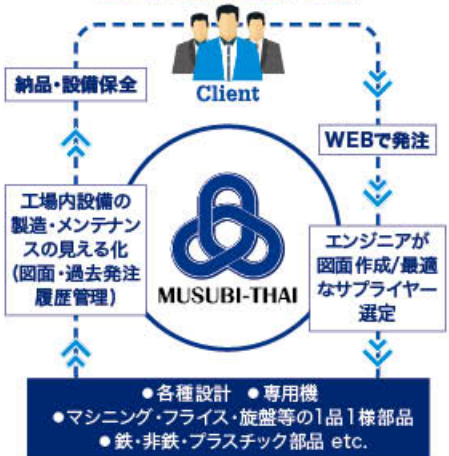 Client
納品・設備保全
WEBで発注
工場内設備の
製造・メンテナン
スの見える化
(図面・過去発注
履歴管理)
MUSUBI-THAI
エンジニアが
図面作成/最適
なサプライヤー
選定
●各種設計 ●専用機
●マシニング・フライス・旋盤等の1品1様部品
●鉄・非鉄・プラスチック部品 etc.